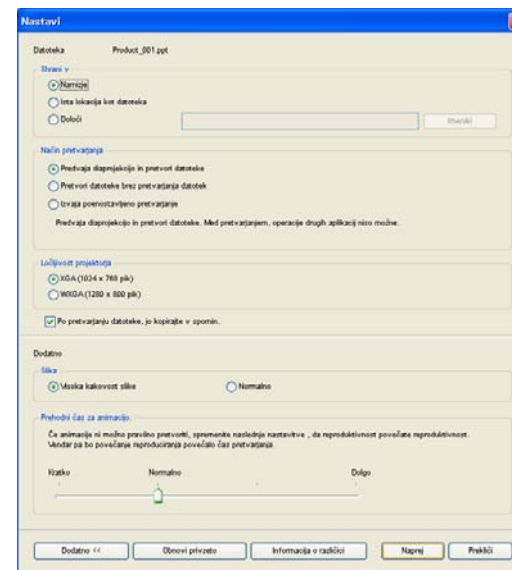 Nastavi
Datoteka Product_001.ppt
Shrani v
Namizje
Ista lokacija kot datoteka
Določi
Imeniki
Način pretvarjanja
Predvaja diaprojekcijo in pretvori datoteke
Pretvori datoteke brez pretvarjanja datotek
Izvaja poenostavljeno pretvarjanje
Predvaja diaprojekcijo in pretvori datoteke. Med pretvarjanjem, operacije drugih aplikacij niso možne.
Ločljivost projektorja
XGA (1024 x 768 pik)
WXGA (1280 x 800 pik)
Po pretvarjanju datoteke, jo kopirajte v spomin.
Dodatno
Slika
Visoka kakovost slike Normalno
Prehodni čas za animacijo.
Če animacije ni možno pravilno pretvoriti, spremenite naslednje nastavitve , da reproduktivnost povečate reproduktivnost.
Vendar pa bo povečanje reproduciranja povečalo čas pretvarjanja.
Kratko Normalno Dolgo
Dodatno << Obnovi privzeto Informacija o različici Naprej Prekliči